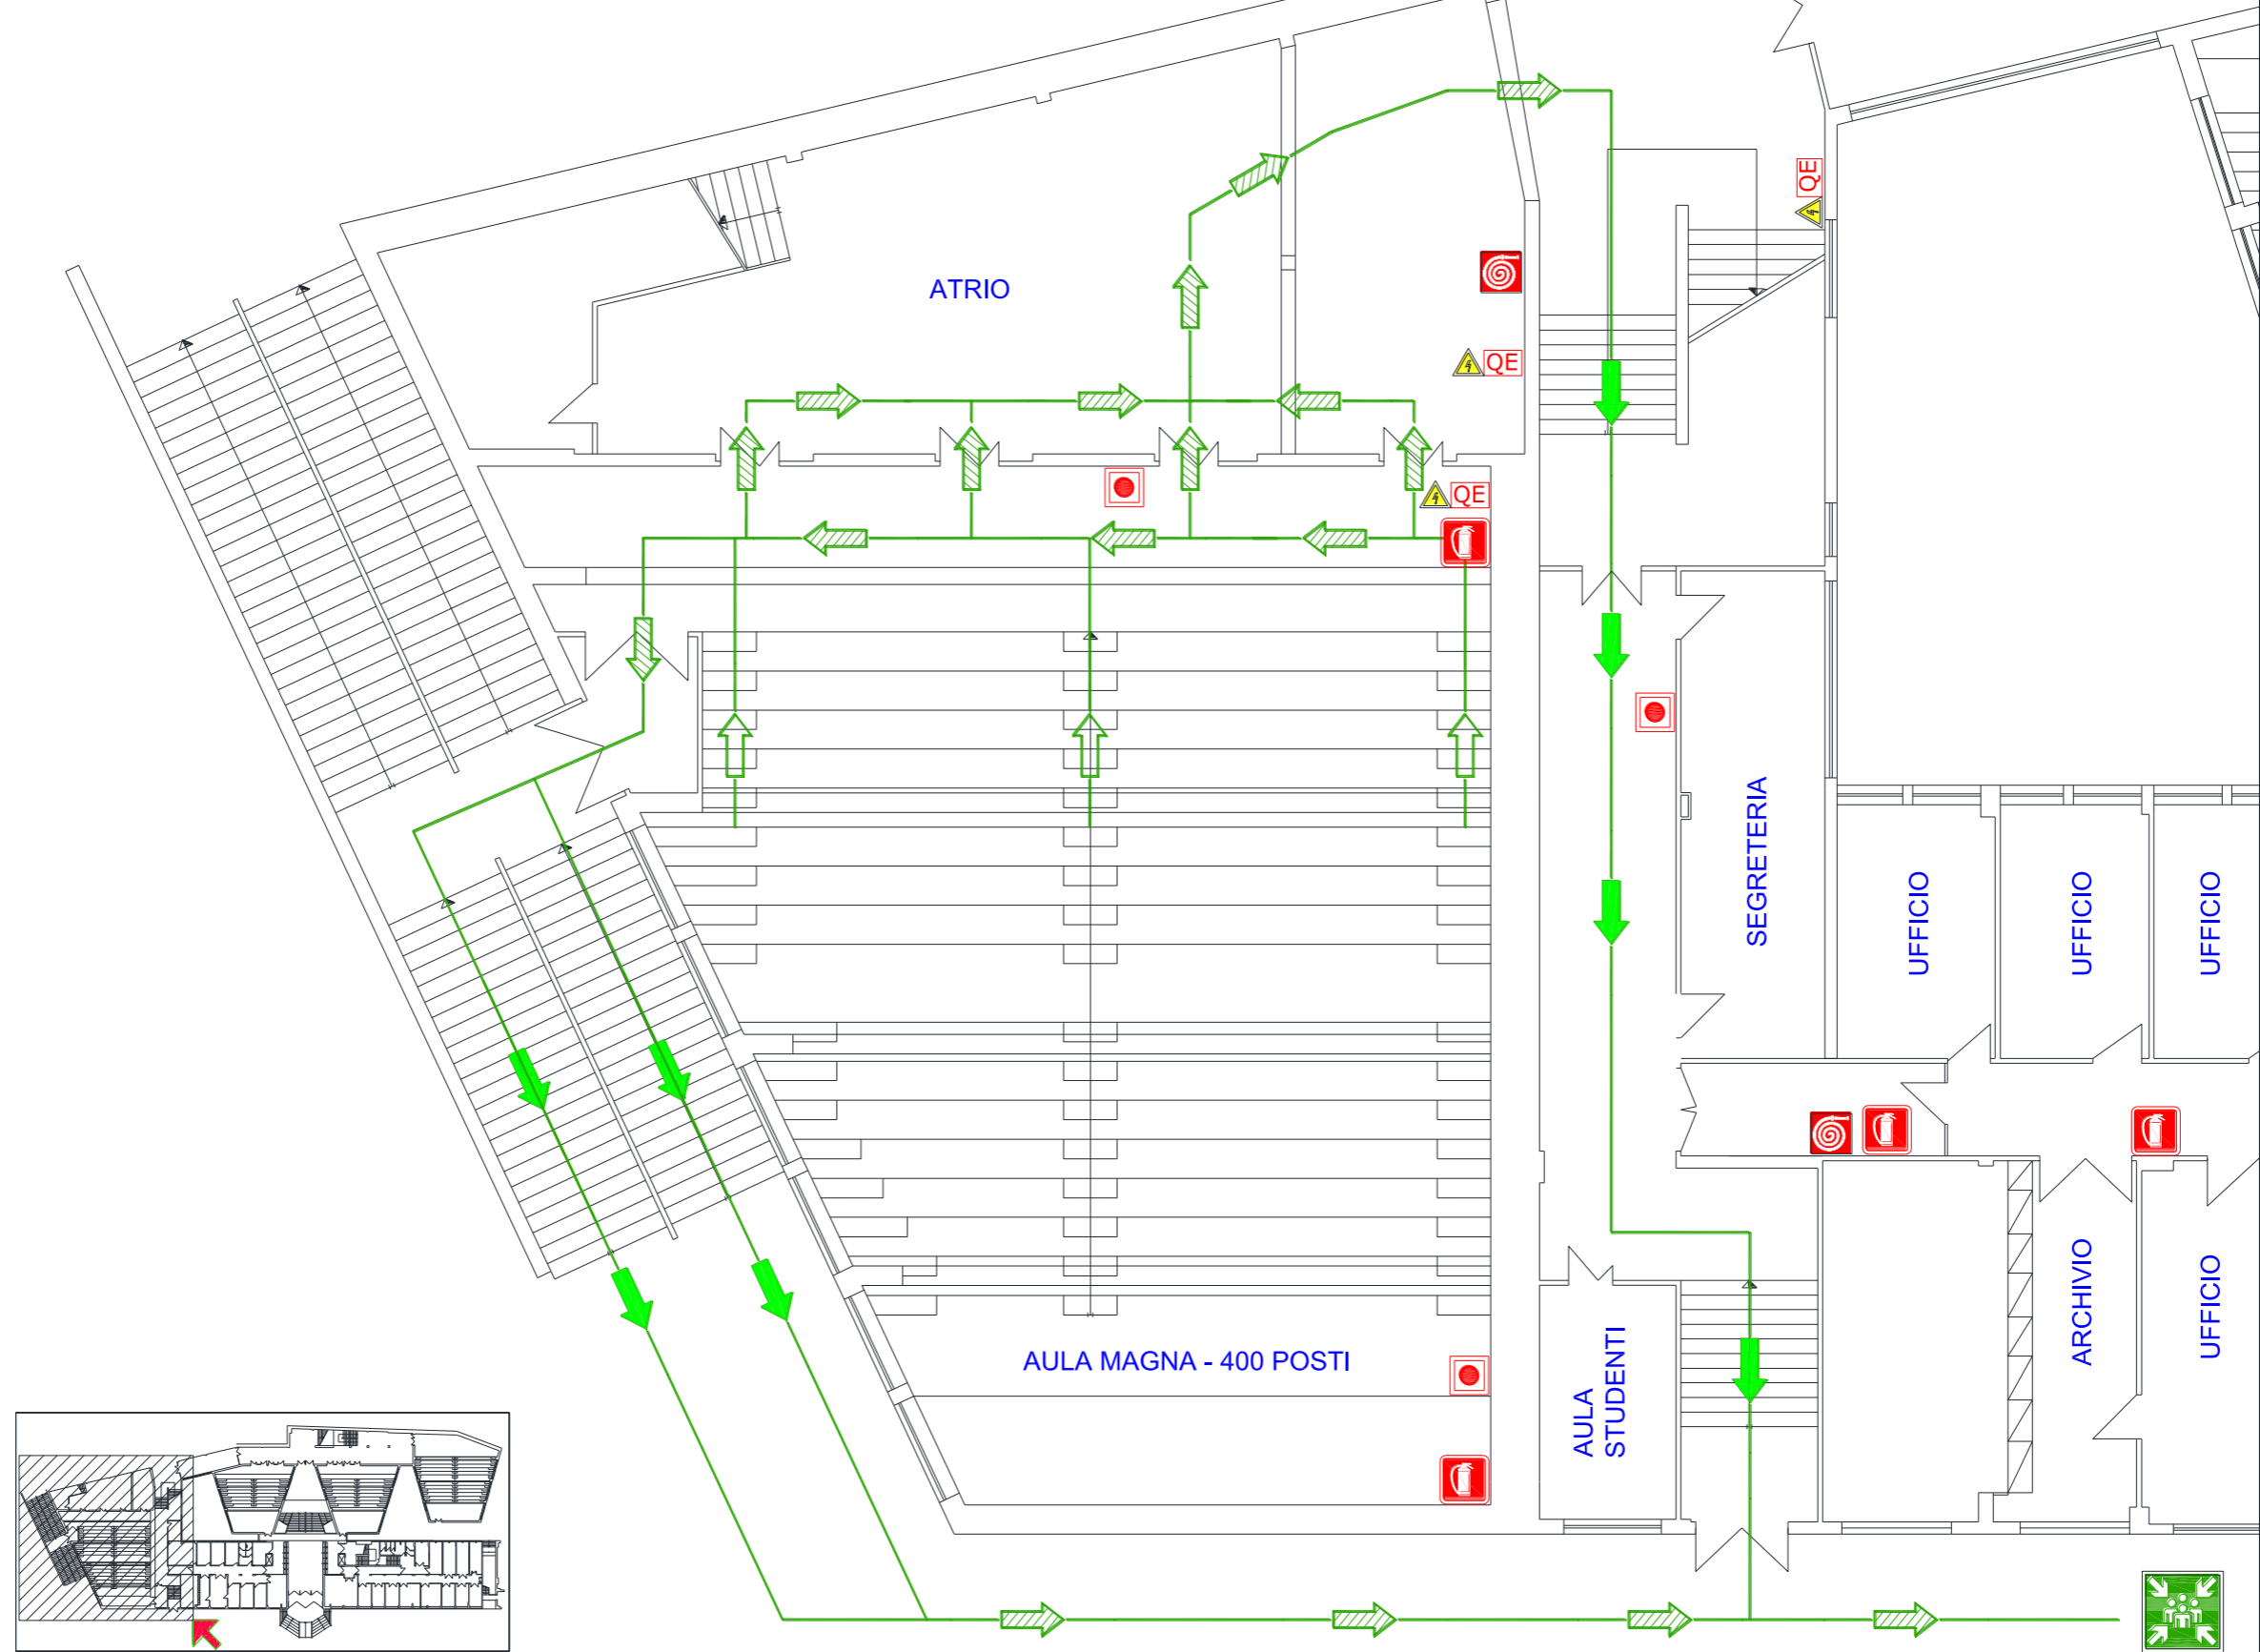 QE
ATRIO
QE
QE
SEGRETERIA
UFFICIO
UFFICIO
UFFICIO
AULA MAGNA - 400 POSTI
AULA
STUDENTI
ARCHIVIO
UFFICIO